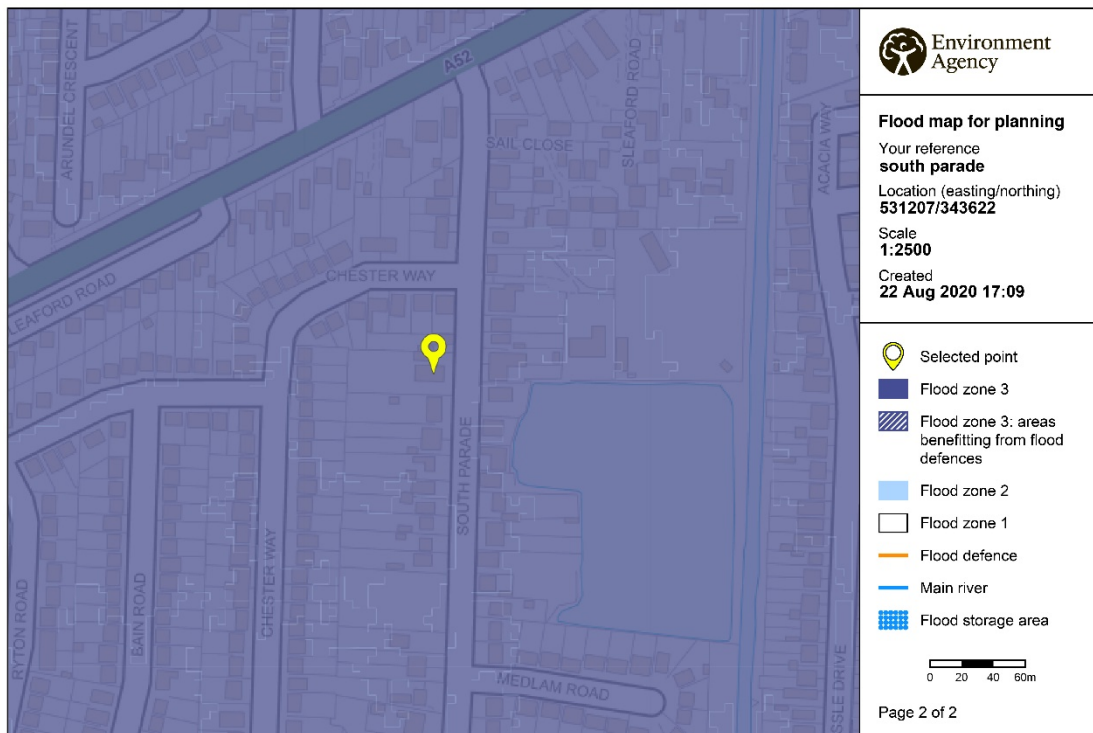 ARUNDEL CRESCENT
A52
SLEAFORD ROAD
SAIL CLOSE
ACACIA WAY
LEAFORD ROAD
CHESTER WAY
SOUTH PARADE
CHESTER WAY
BAIN ROAD
RYTON ROAD
MEDLAM ROAD
SSLE DRIVE
Environment
Agency
Flood map for planning
Your reference
south parade
Location (easting/northing)
531207/343622
Scale
1:2500
Created
22 Aug 2020 17:09
Selected point
Flood zone 3
Flood zone 3: areas
benefitting from flood
defences
Flood zone 2
Flood zone 1
Flood defence
Main river
Flood storage area
0 20 40 60m
Page 2 of 2